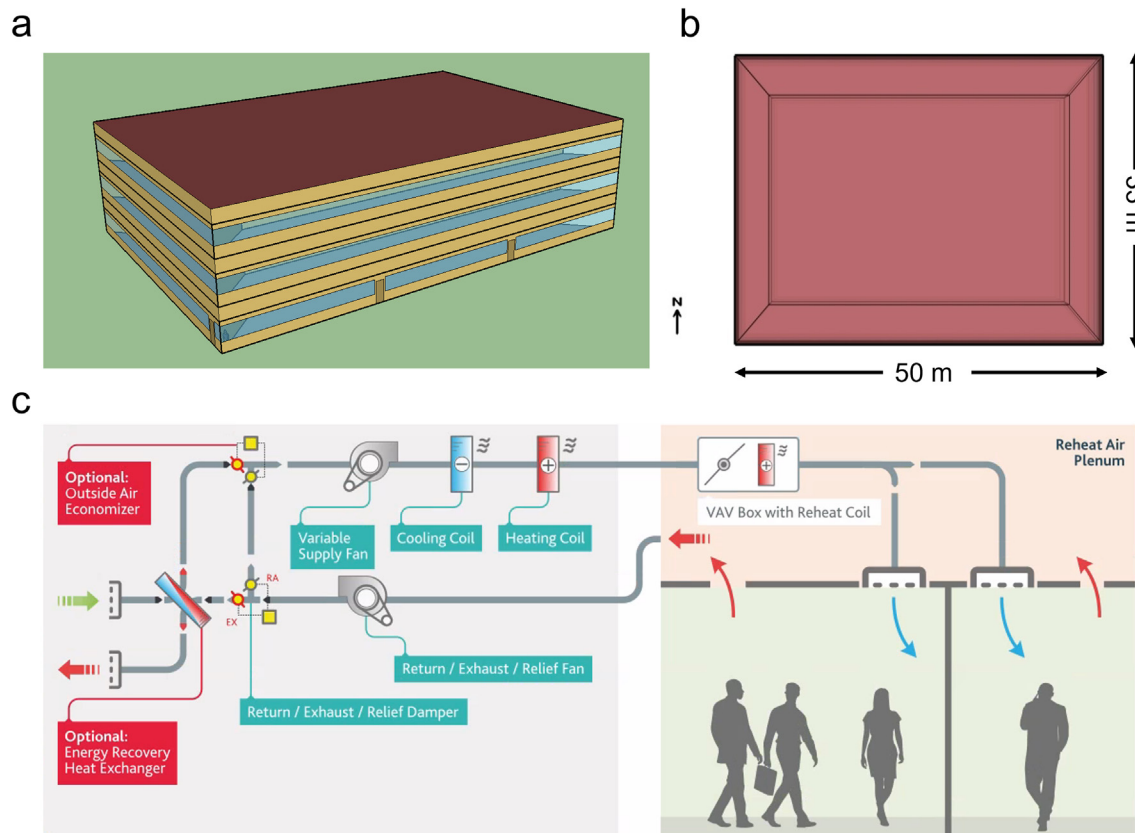 a
b
N
50 m
c
Optional:
Outside Air
Economizer
Variable
Supply Fan
Cooling Coil
Heating Coil
VAV Box with Reheat Coil
Reheat Air
Plenum
RA
EX
Return / Exhaust / Relief Fan
Return / Exhaust / Relief Damper
Optional:
Energy Recovery
Heat Exchanger